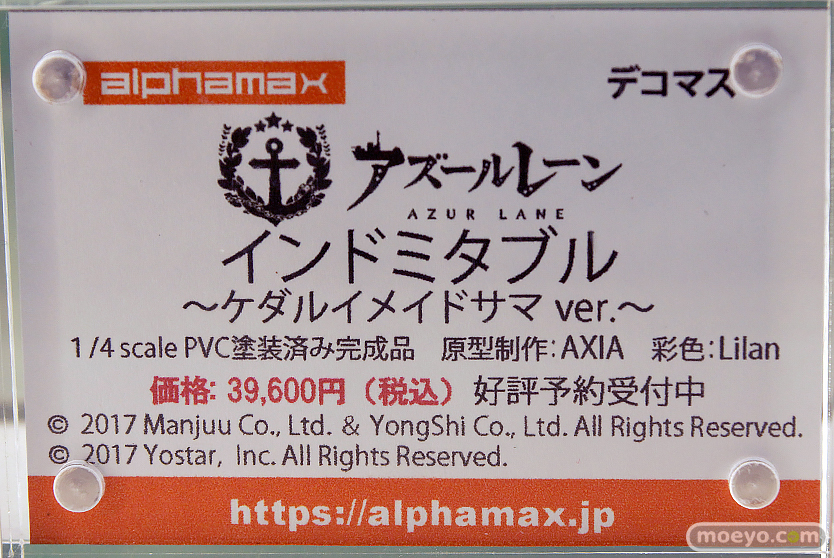 alphamax
デコマス
アズールレーン
AZUR LANE
インドミタブル
～ケダルイメイドサマ ver.～
1/4 scale PVC塗装済み完成品 原型制作：AXIA 彩色：Lilan
価格: 39,600円（税込）好評予約受付中
© 2017 Manjuu Co., Ltd. & YongShi Co., Ltd. All Rights Reserved.
© 2017 Yostar, Inc. All Rights Reserved.
https://alphamax.jp
moeyo.com